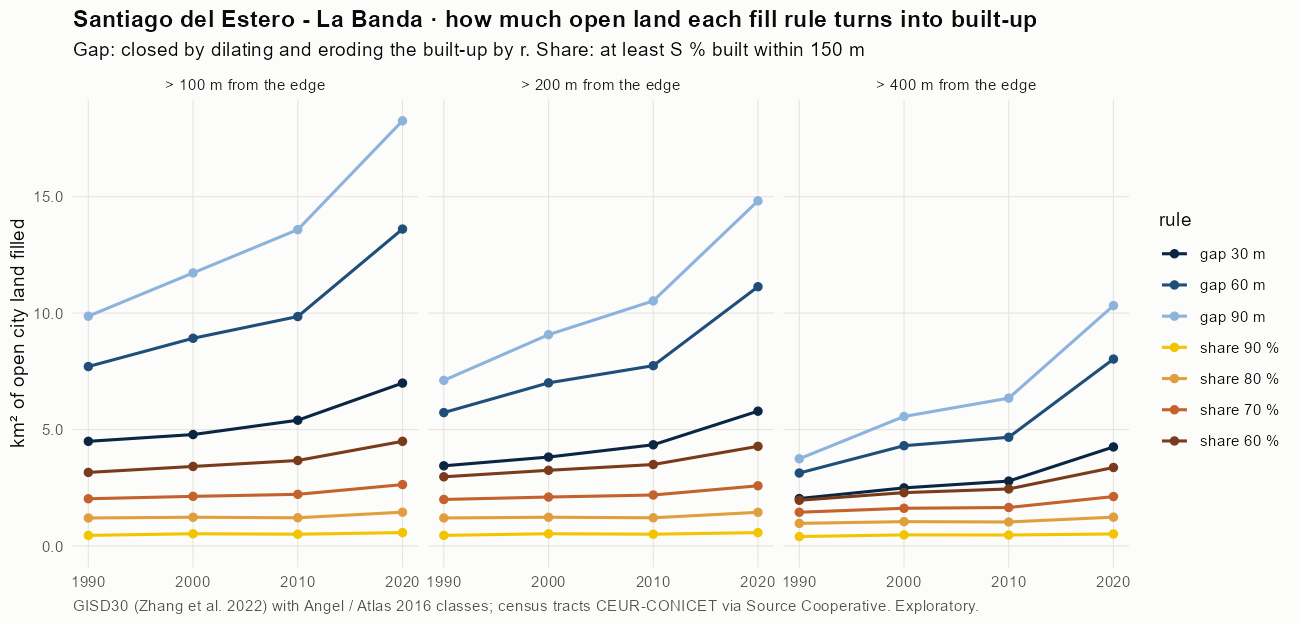 Santiago del Estero - La Banda · how much open land each fill rule turns into built-up
Gap: closed by dilating and eroding the built-up by r. Share: at least S % built within 150 m
> 100 m from the edge
> 200 m from the edge
> 400 m from the edge
km² of open city land filled
15.0
10.0
5.0
0.0
1990 2000 2010 2020
1990 2000 2010 2020
1990 2000 2010 2020
rule
gap 30 m
gap 60 m
gap 90 m
share 90 %
share 80 %
share 70 %
share 60 %
GISD30 (Zhang et al. 2022) with Angel / Atlas 2016 classes; census tracts CEUR-CONICET via Source Cooperative. Exploratory.